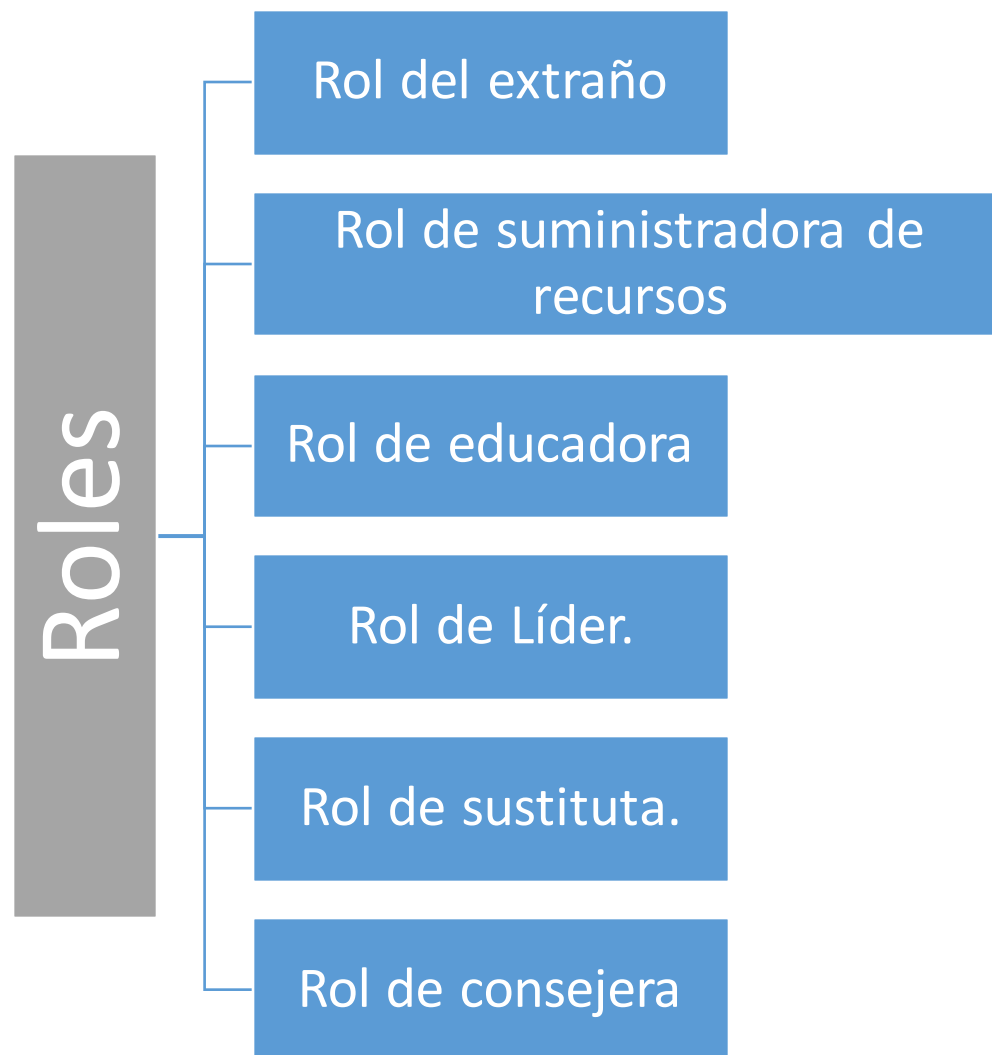 Roles
Rol del extraño
Rol de suministradora de
recursos
Rol de educadora
Rol de Líder.
Rol de sustituta.
Rol de consejera